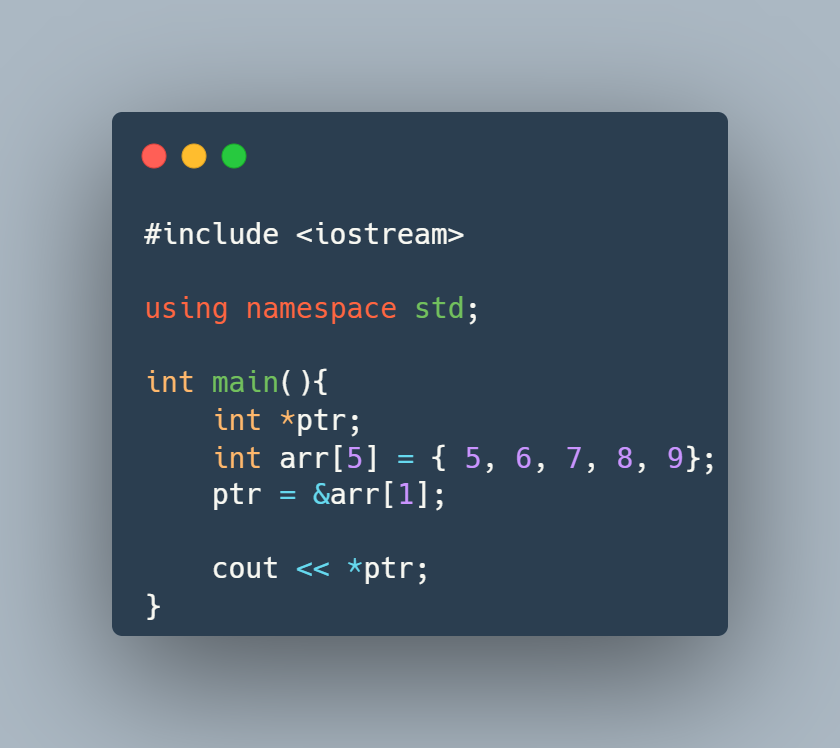 #include <iostream>
using namespace std;
int main(){
    int *ptr;
    int arr[5] = { 5, 6, 7, 8, 9};
    ptr = &arr[1];
    cout << *ptr;
}